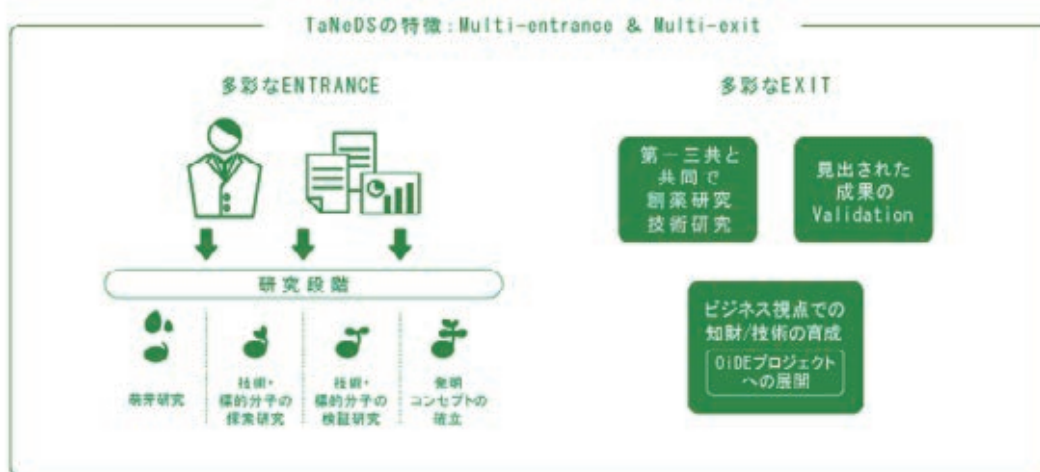 TaNeDSの特徴:Multi-entrance & Multi-exit
多彩なENTRANCE
研究段階
萌芽研究
技術・
標的分子の
探索研究
技術・
標的分子の
検証研究
発明
コンセプトの
確立
多彩なEXIT
第一三共と
共同で
創薬研究
技術研究
見出された
成果の
Validation
ビジネス視点での
知財/技術の育成
OiDEプロジェクト
への展開